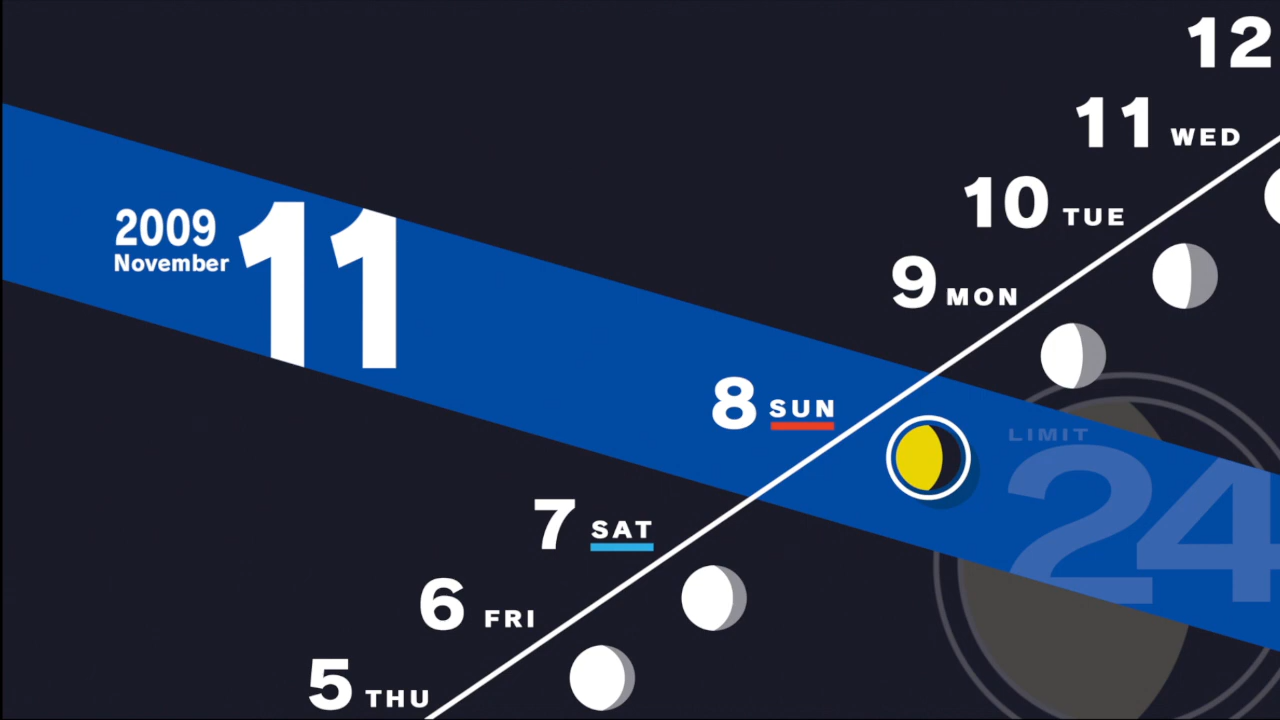 12
11 WED
10 TUE
2009
November
11
9 MON
8 SUN
LIMIT
24
7 SAT
6 FRI
5 THU